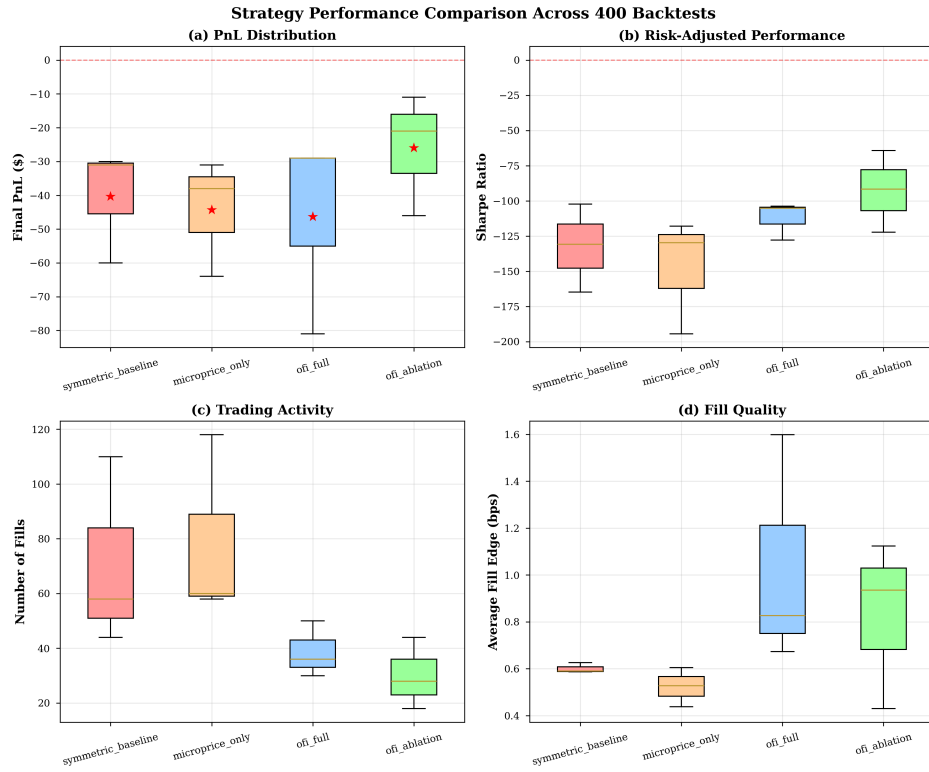 Strategy Performance Comparison Across 400 Backtests
(a) PnL Distribution
Final PnL ($)
0
−10
−20
−30
−40
−50
−60
−70
−80
symmetric_baseline
microprice_only
ofi_full
ofi_ablation
(b) Risk-Adjusted Performance
Sharpe Ratio
0
−25
−50
−75
−100
−125
−150
−175
−200
symmetric_baseline
microprice_only
ofi_full
ofi_ablation
(c) Trading Activity
Number of Fills
120
100
80
60
40
20
symmetric_baseline
microprice_only
ofi_full
ofi_ablation
(d) Fill Quality
Average Fill Edge (bps)
1.6
1.4
1.2
1.0
0.8
0.6
0.4
symmetric_baseline
microprice_only
ofi_full
ofi_ablation